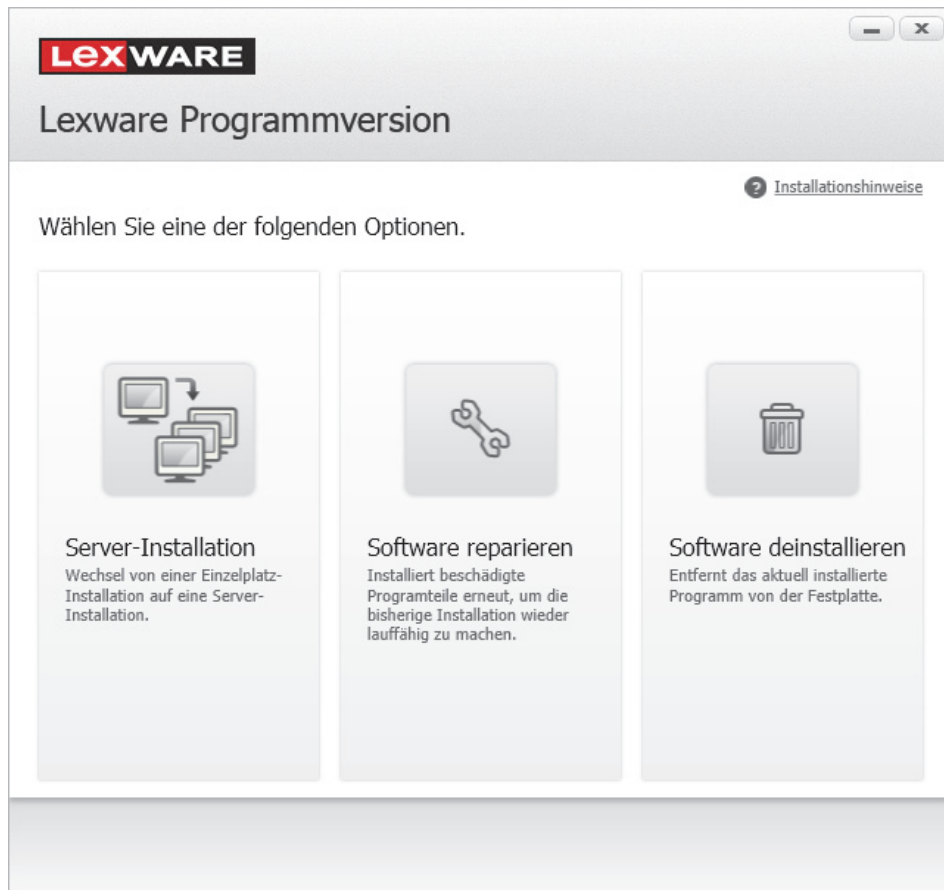 LexWARE
Lexware Programmversion
Installationshinweise
Wählen Sie eine der folgenden Optionen.
Server-Installation
Wechsel von einer Einzelplatz-
Installation auf eine Server-
Installation.
Software reparieren
Installiert beschädigte
Programteile erneut, um die
bisherige Installation wieder
lauffähig zu machen.
Software deinstallieren
Entfernt das aktuell installierte
Programm von der Festplatte.